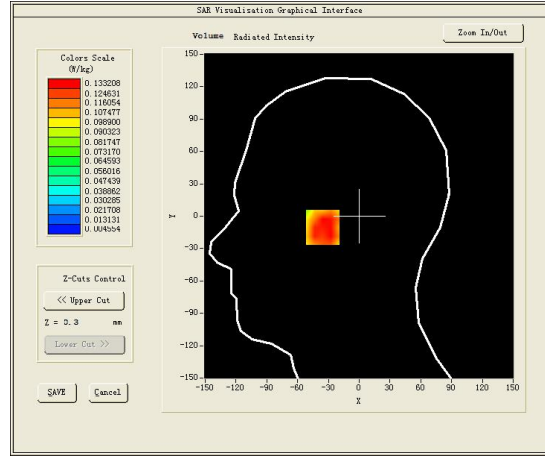 SAR Visualisation Graphical Interface
Volume Radiated Intensity
Zoom In/Out
Colors Scale
(W/kg)
0.133208
0.124631
0.116054
0.107477
0.098900
0.090323
0.081747
0.073170
0.064593
0.056016
0.047439
0.038862
0.030285
0.021708
0.013131
0.004554
Z-Cuts Control
<< Upper Cut
Z = 0.3 mm
Lower Cut >>
SAVE Cancel
150
120
90
60
30
0
-30
-60
-90
-120
-150
Y
-150 -120 -90 -60 -30 0 30 60 90 120 150
X